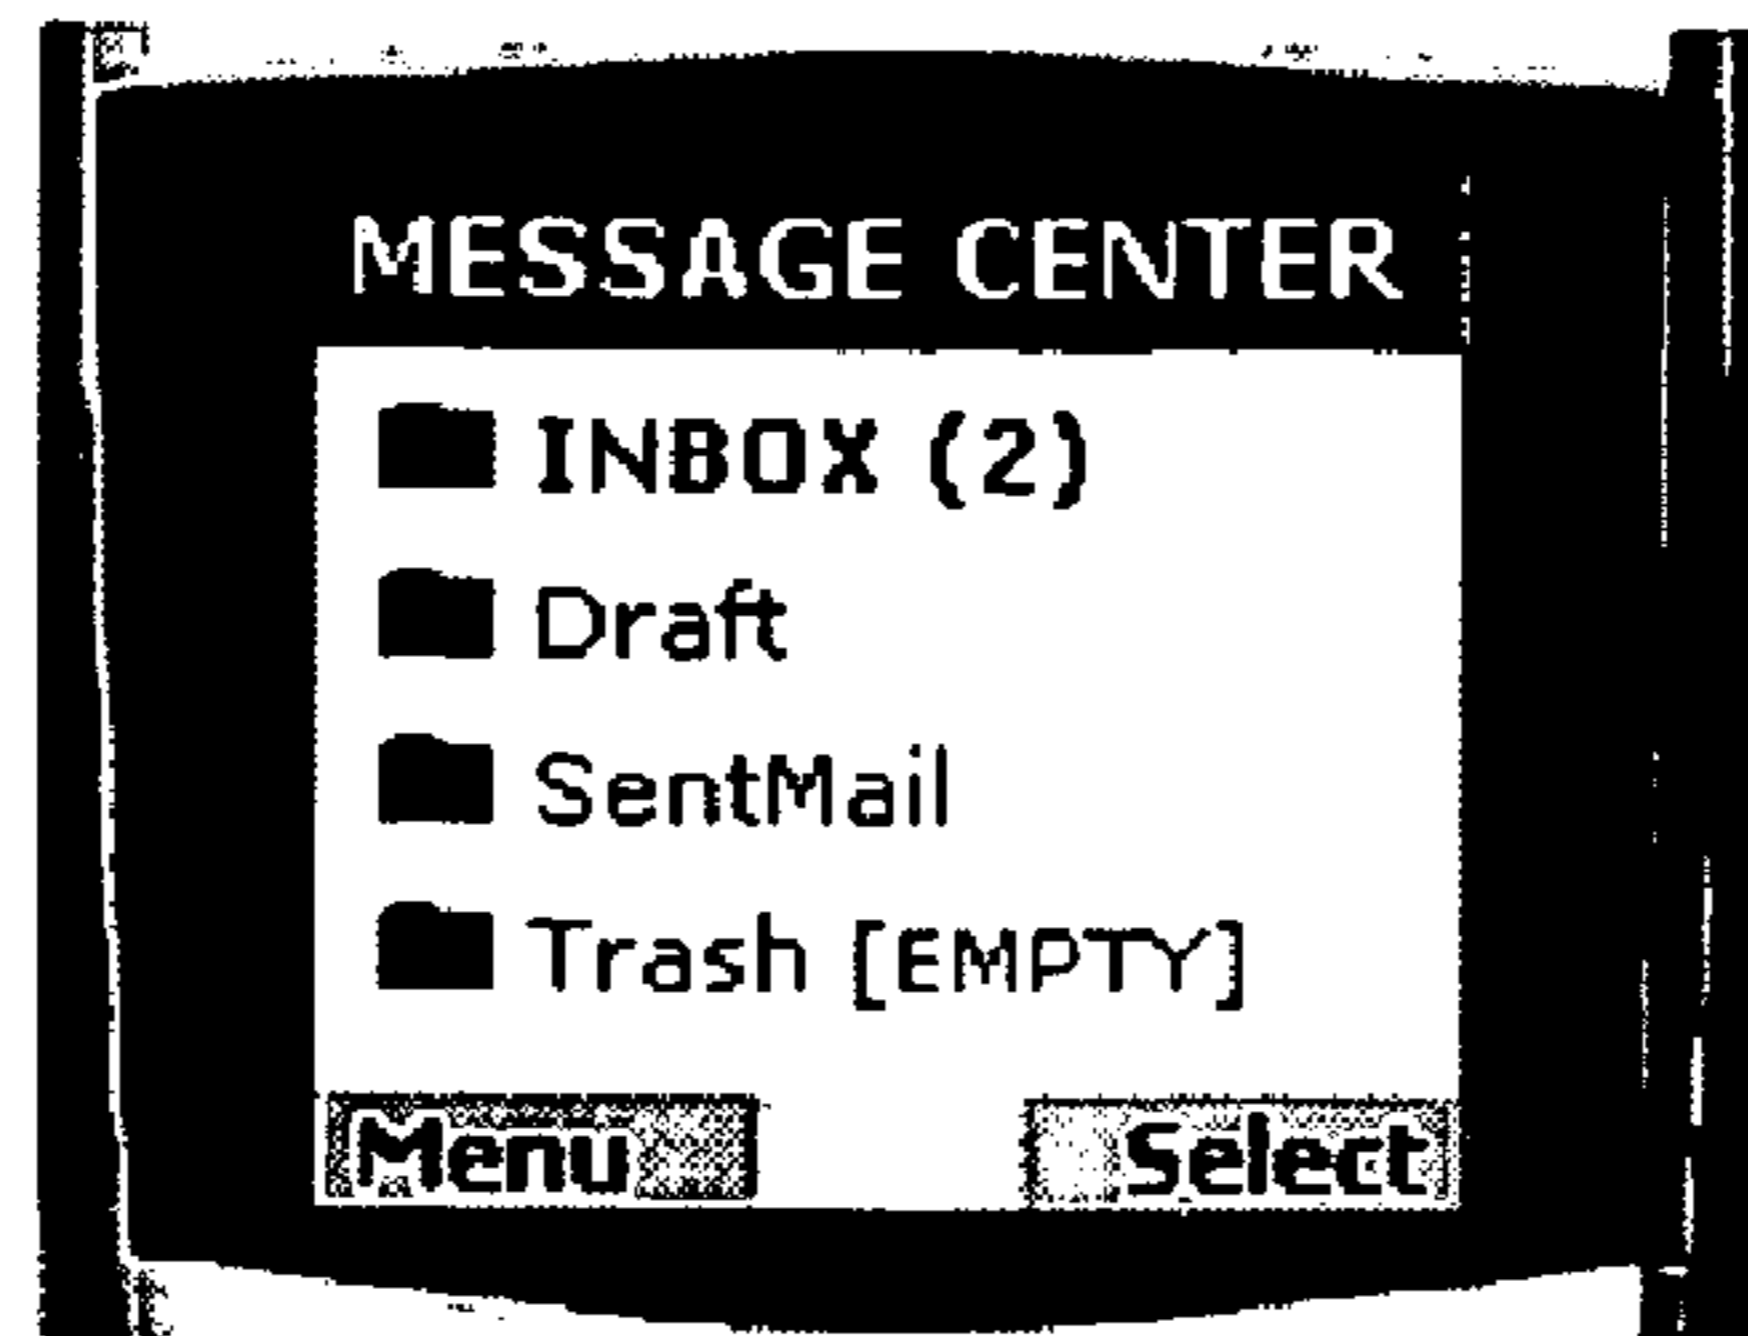 MESSAGE CENTER
INBOX (2)
Draft
SentMail
Trash [EMPTY]
Menu Select